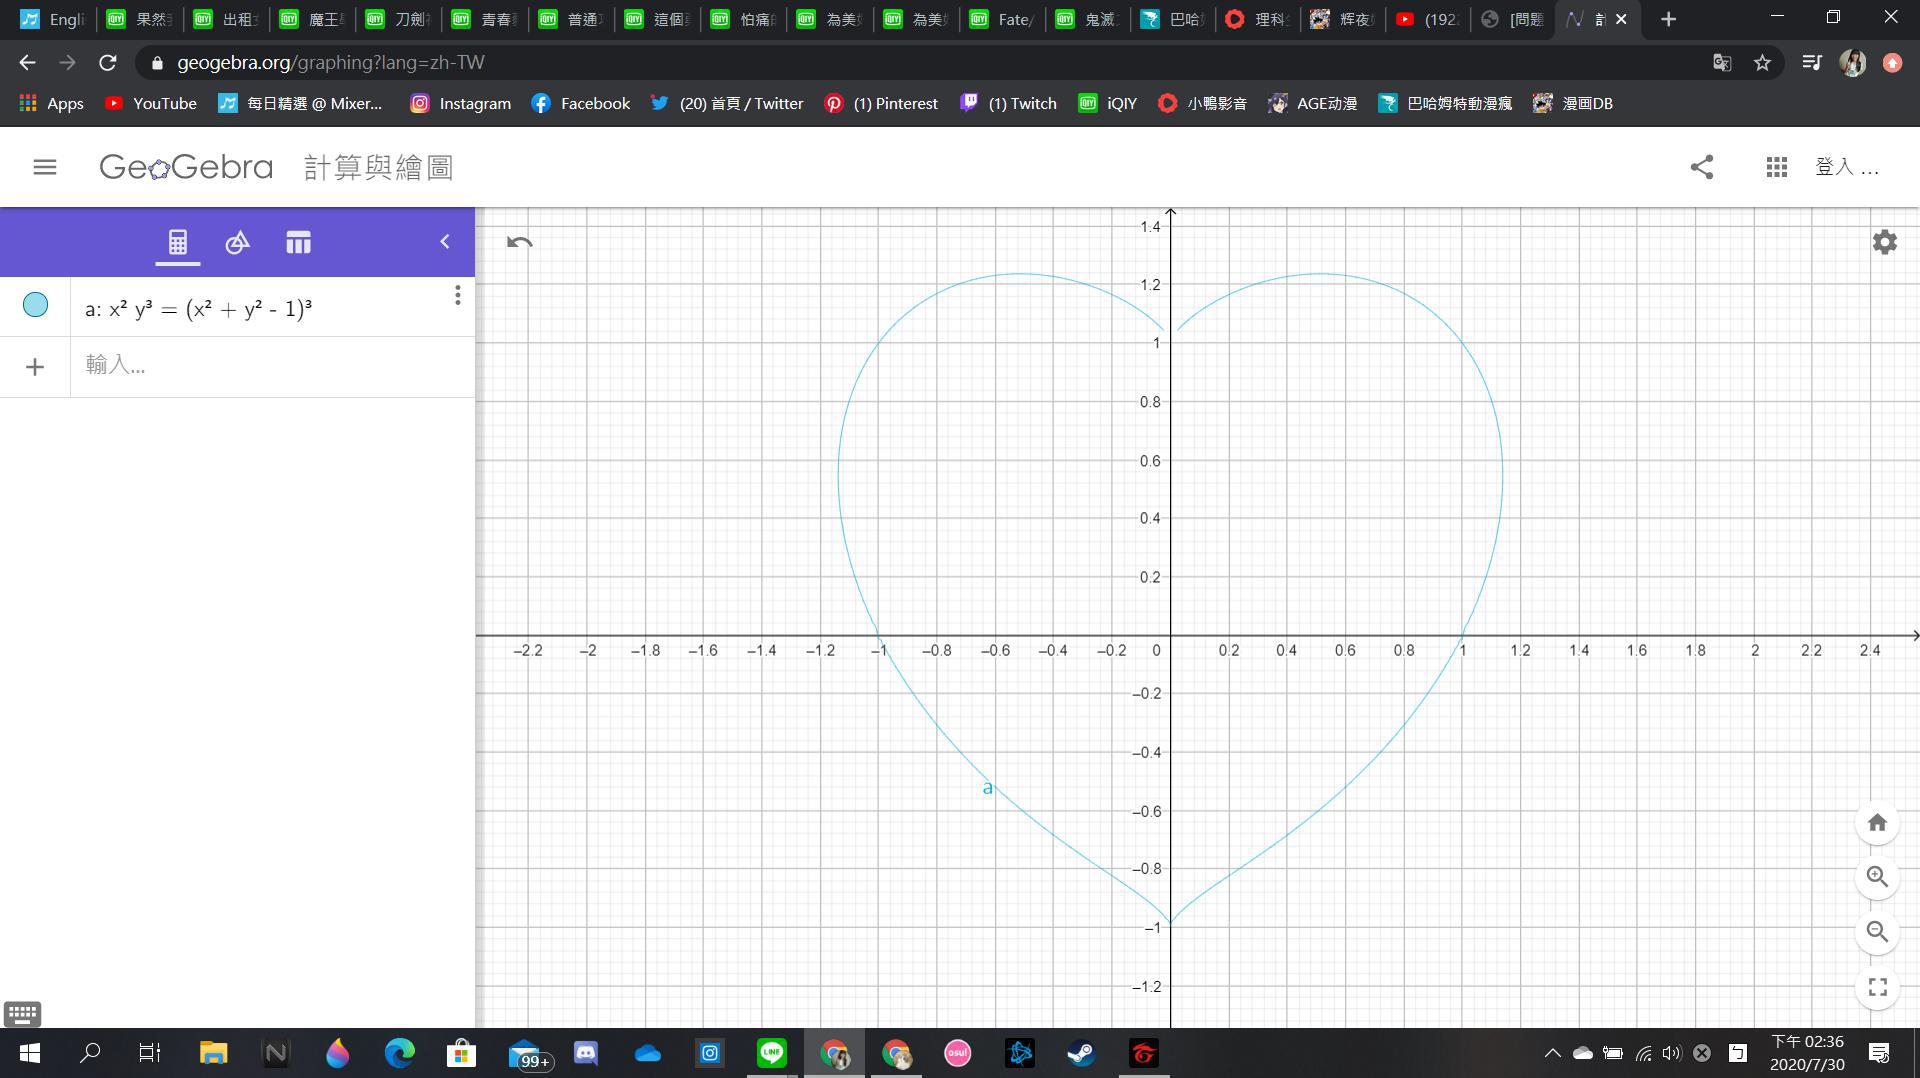 Engli
果然
出租
魔王
刀劍
青春
普通
這個
怕痛
為美
為美
Fate/
鬼滅
巴哈
理科
辉夜
(192
[問題
geogebra.org/graphing?lang=zh-TW
Apps YouTube 每日精選 @ Mixer... Instagram Facebook (20) 首頁 / Twitter (1) Pinterest (1) Twitch iQIY 小鴨影音 AGE动漫 巴哈姆特動漫瘋 漫画DB
GeoGebra 計算與繪圖 登入 ...
a: x² y³ = (x² + y² - 1)³
輸入...
1.4
1.2
1
0.8
0.6
0.4
0.2
–2.2 –2 –1.8 –1.6 –1.4 –1.2 –1 –0.8 –0.6 –0.4 –0.2 0 0.2 0.4 0.6 0.8 1 1.2 1.4 1.6 1.8 2 2.2 2.4
–0.2
–0.4
a
–0.6
–0.8
–1
–1.2
99+
LINE
osu!
下午 02:36
2020/7/30